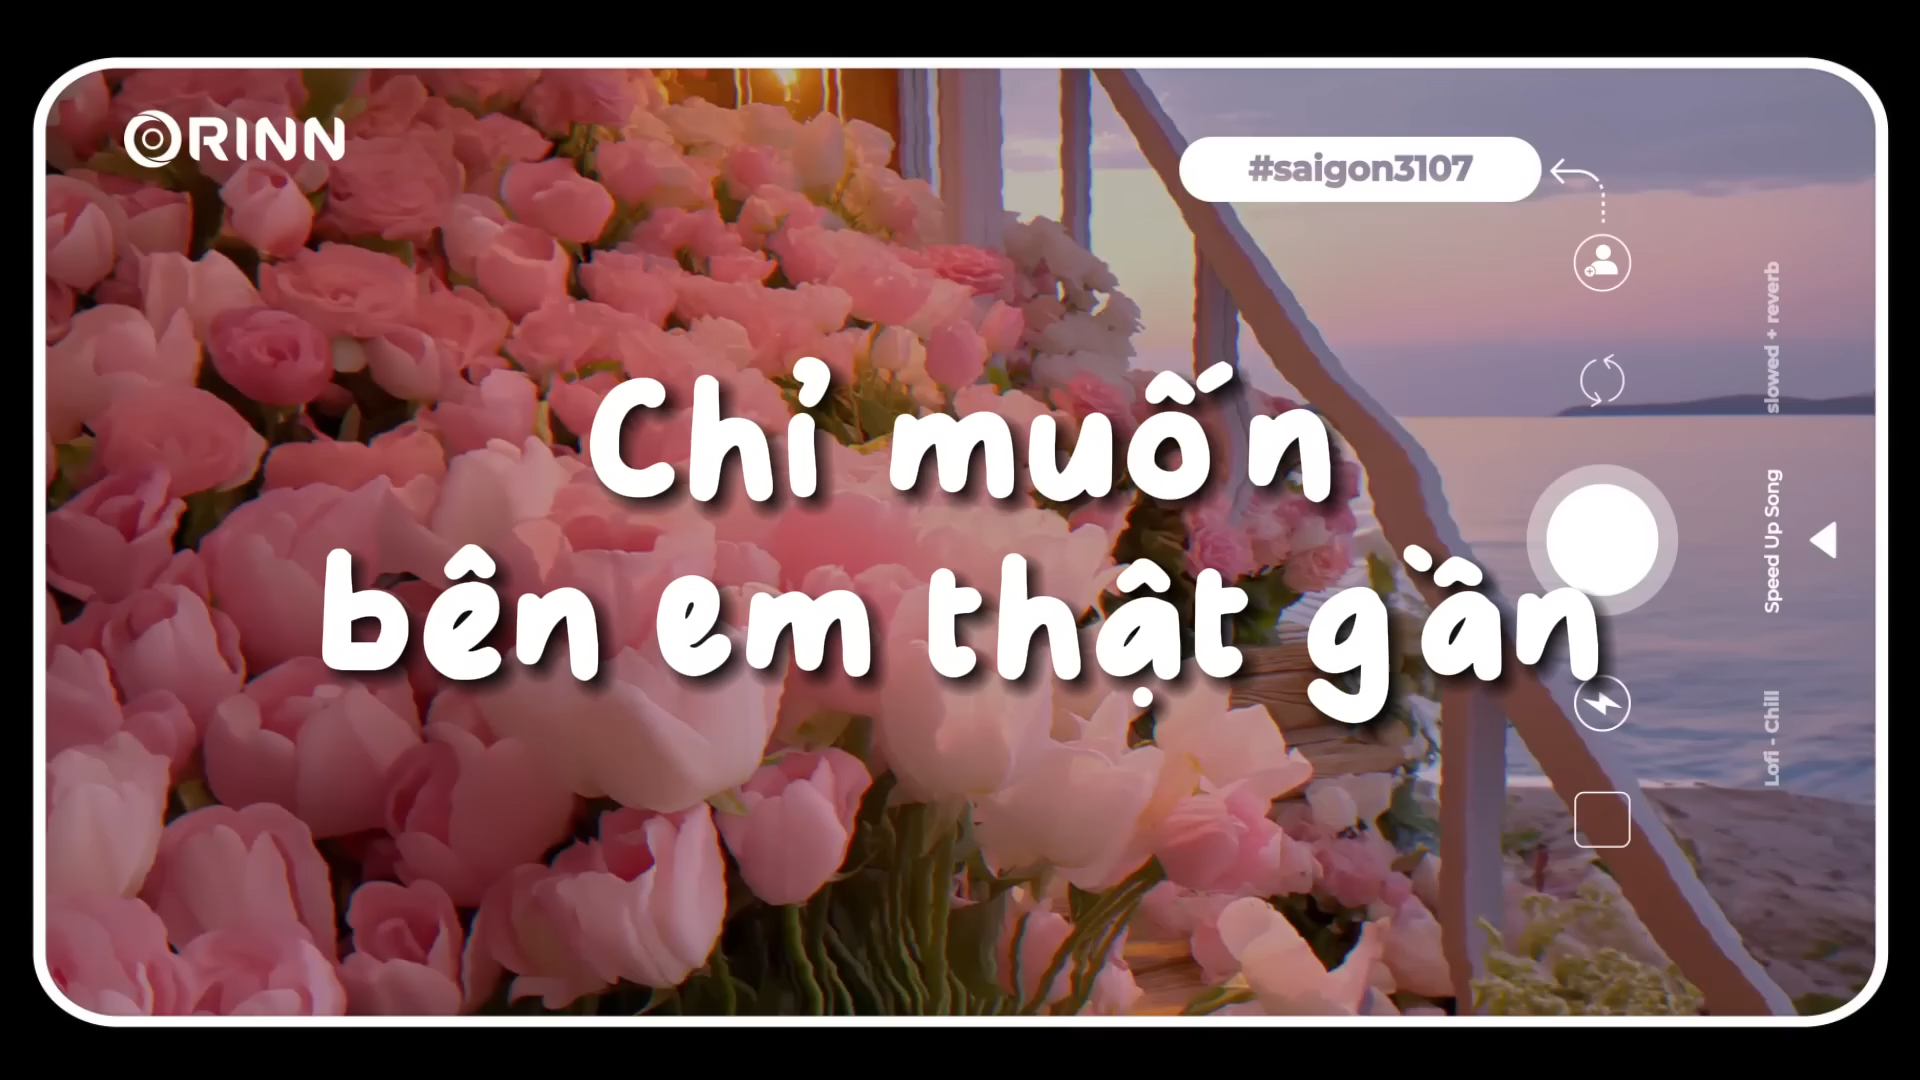 ORINN
#saigon3107
slowed + reverb
Speed Up Song
Lofi - Chill
Chỉ muốn
bên em thật gần